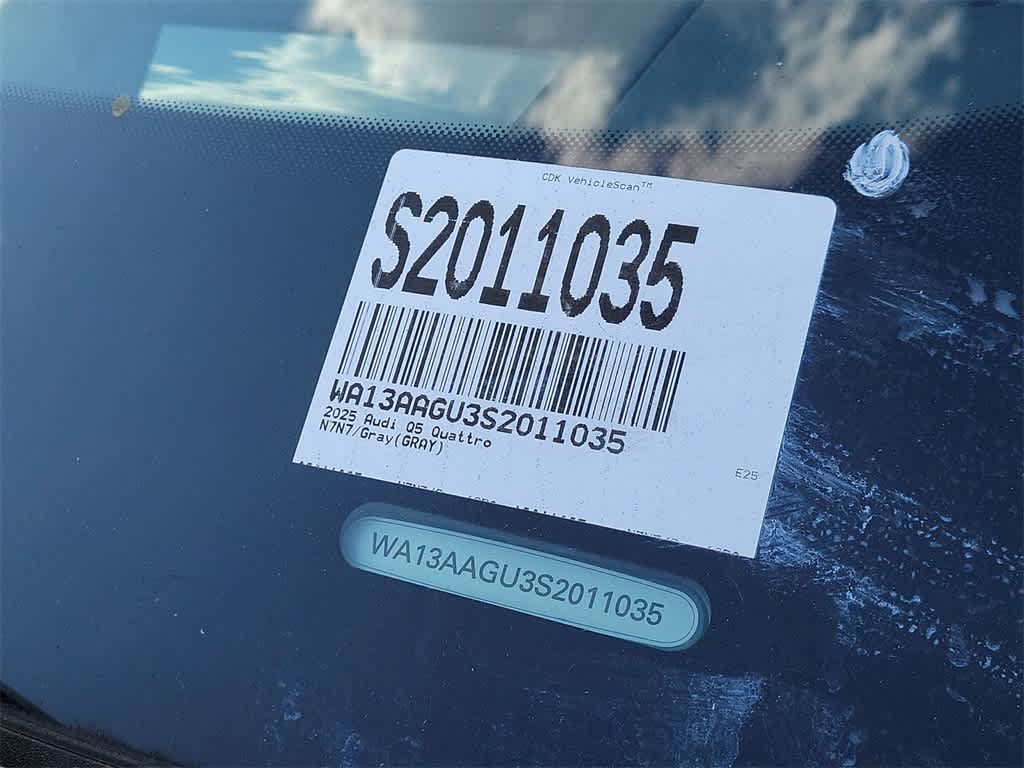 CDK VehicleScan™
S2011035
WA13AAGU3S2011035
2025 Audi Q5 Quattro
N7N7/Gray(GRAY)
E25
WA13AAGU3S2011035